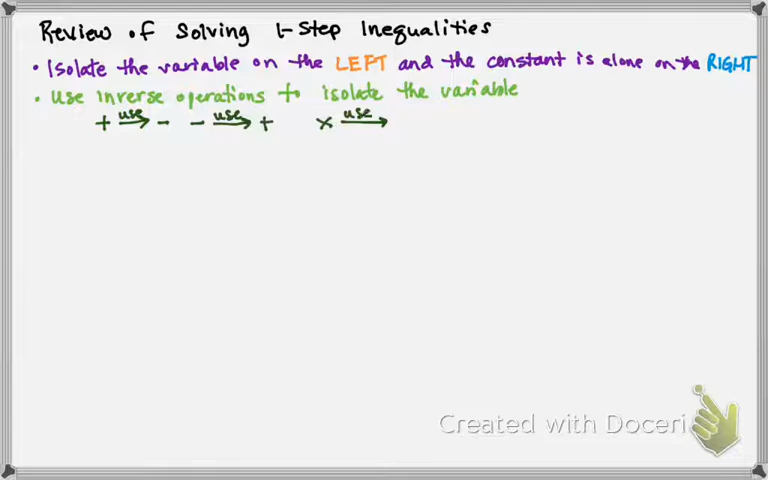 Review of Solving 1-Step Inequalities
• Isolate the variable on the LEFT and the constant is alone on the RIGHT
• Use inverse operations to isolate the variable
+ use→ - - use→ + × use→
Created with Doceri